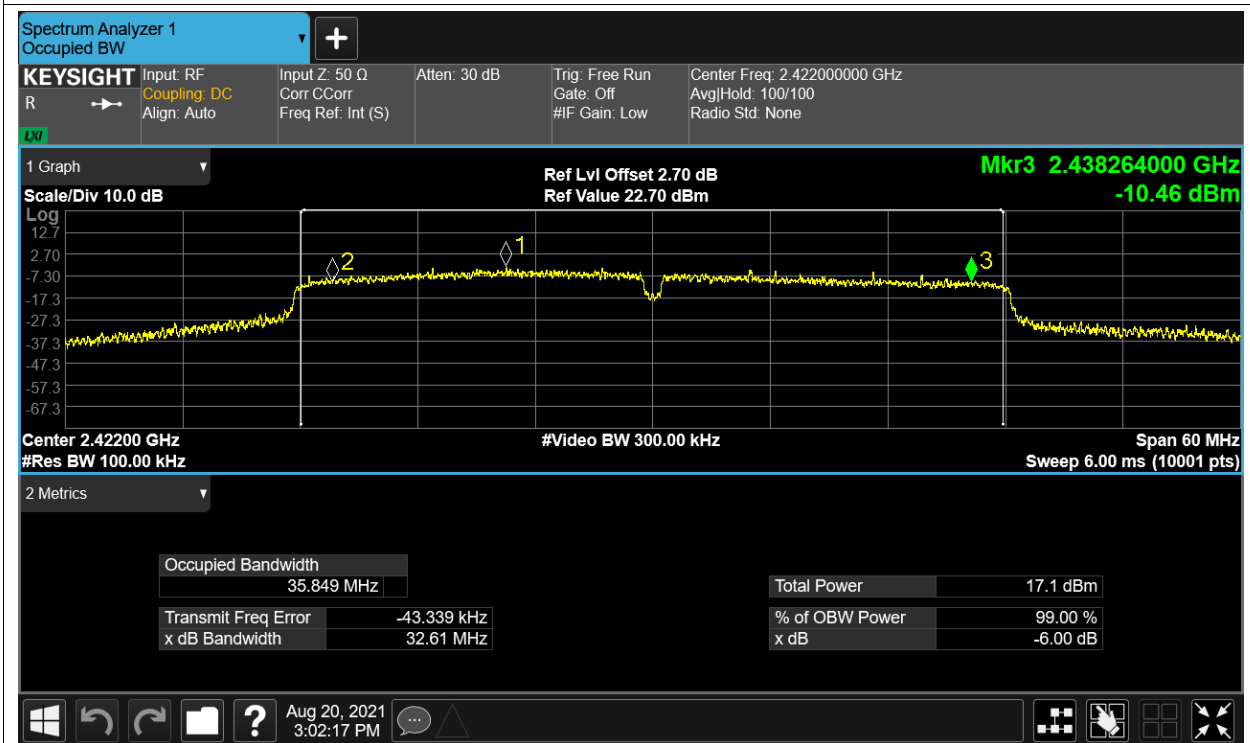 Spectrum Analyzer 1
Occupied BW
+
KEYSIGHT
R
LXI
Input: RF
Coupling: DC
Align: Auto
Input Z: 50 Ω
Corr CCorr
Freq Ref: Int (S)
Atten: 30 dB
Trig: Free Run
Gate: Off
#IF Gain: Low
Center Freq: 2.422000000 GHz
Avg|Hold: 100/100
Radio Std: None
1 Graph
Scale/Div 10.0 dB
Ref Lvl Offset 2.70 dB
Ref Value 22.70 dBm
Mkr3 2.438264000 GHz
-10.46 dBm
Log
12.7
2.70
-7.30
-17.3
-27.3
-37.3
-47.3
-57.3
-67.3
2
1
3
Center 2.42200 GHz
#Res BW 100.00 kHz
#Video BW 300.00 kHz
Span 60 MHz
Sweep 6.00 ms (10001 pts)
2 Metrics
Occupied Bandwidth
35.849 MHz
Transmit Freq Error -43.339 kHz
x dB Bandwidth 32.61 MHz
Total Power 17.1 dBm
% of OBW Power 99.00 %
x dB -6.00 dB
?
Aug 20, 2021
3:02:17 PM